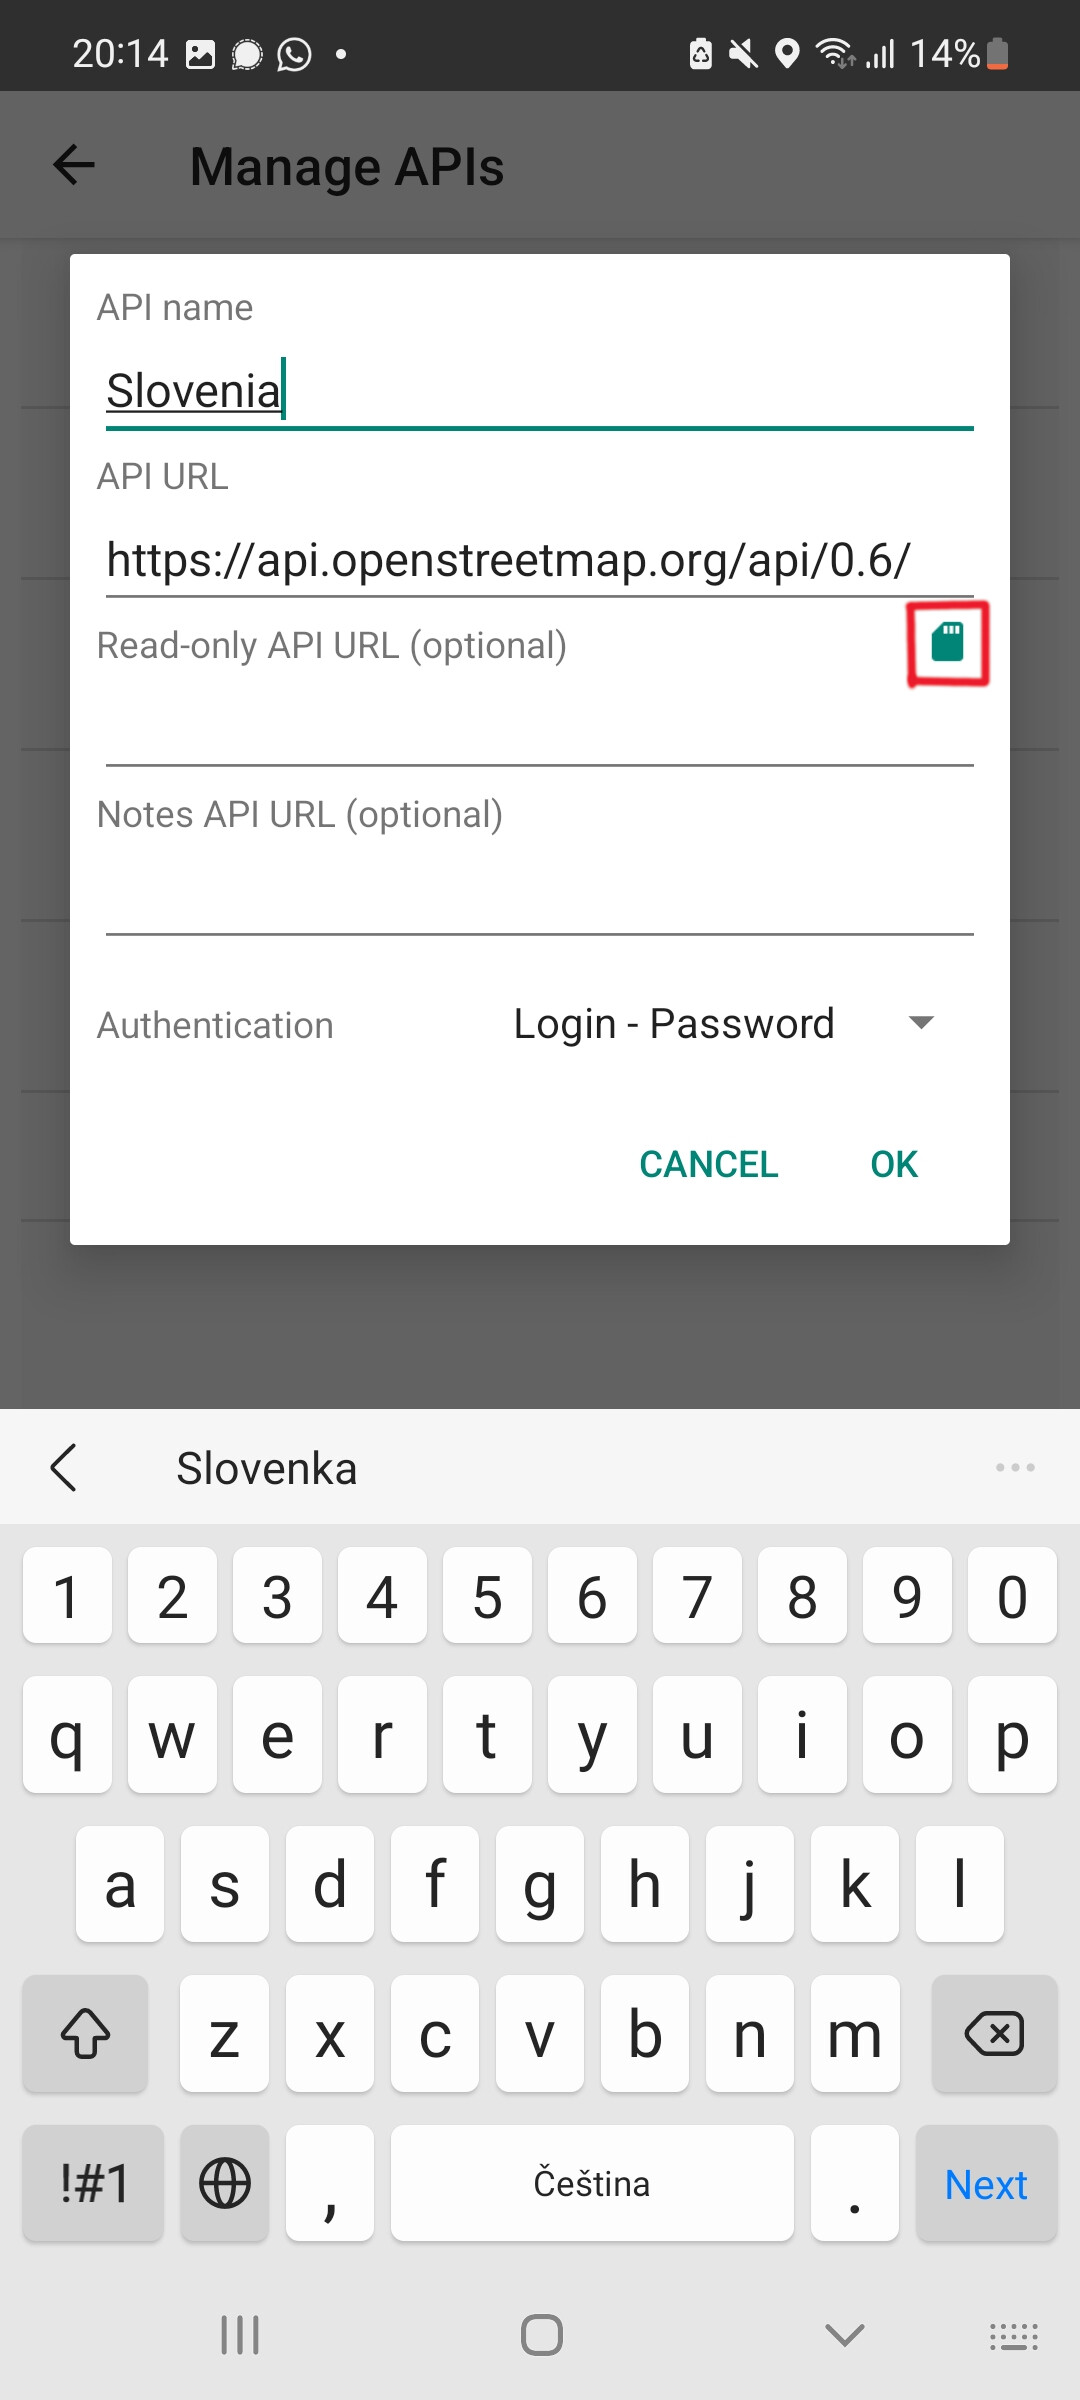 20:14 14%
Manage APIs
API name
Slovenia
API URL
https://api.openstreetmap.org/api/0.6/
Read-only API URL (optional)
Notes API URL (optional)
Authentication Login - Password
CANCEL OK
Slovenka
1 2 3 4 5 6 7 8 9 0
q w e r t y u i o p
a s d f g h j k l
z x c v b n m
!#1 , Čeština . Next